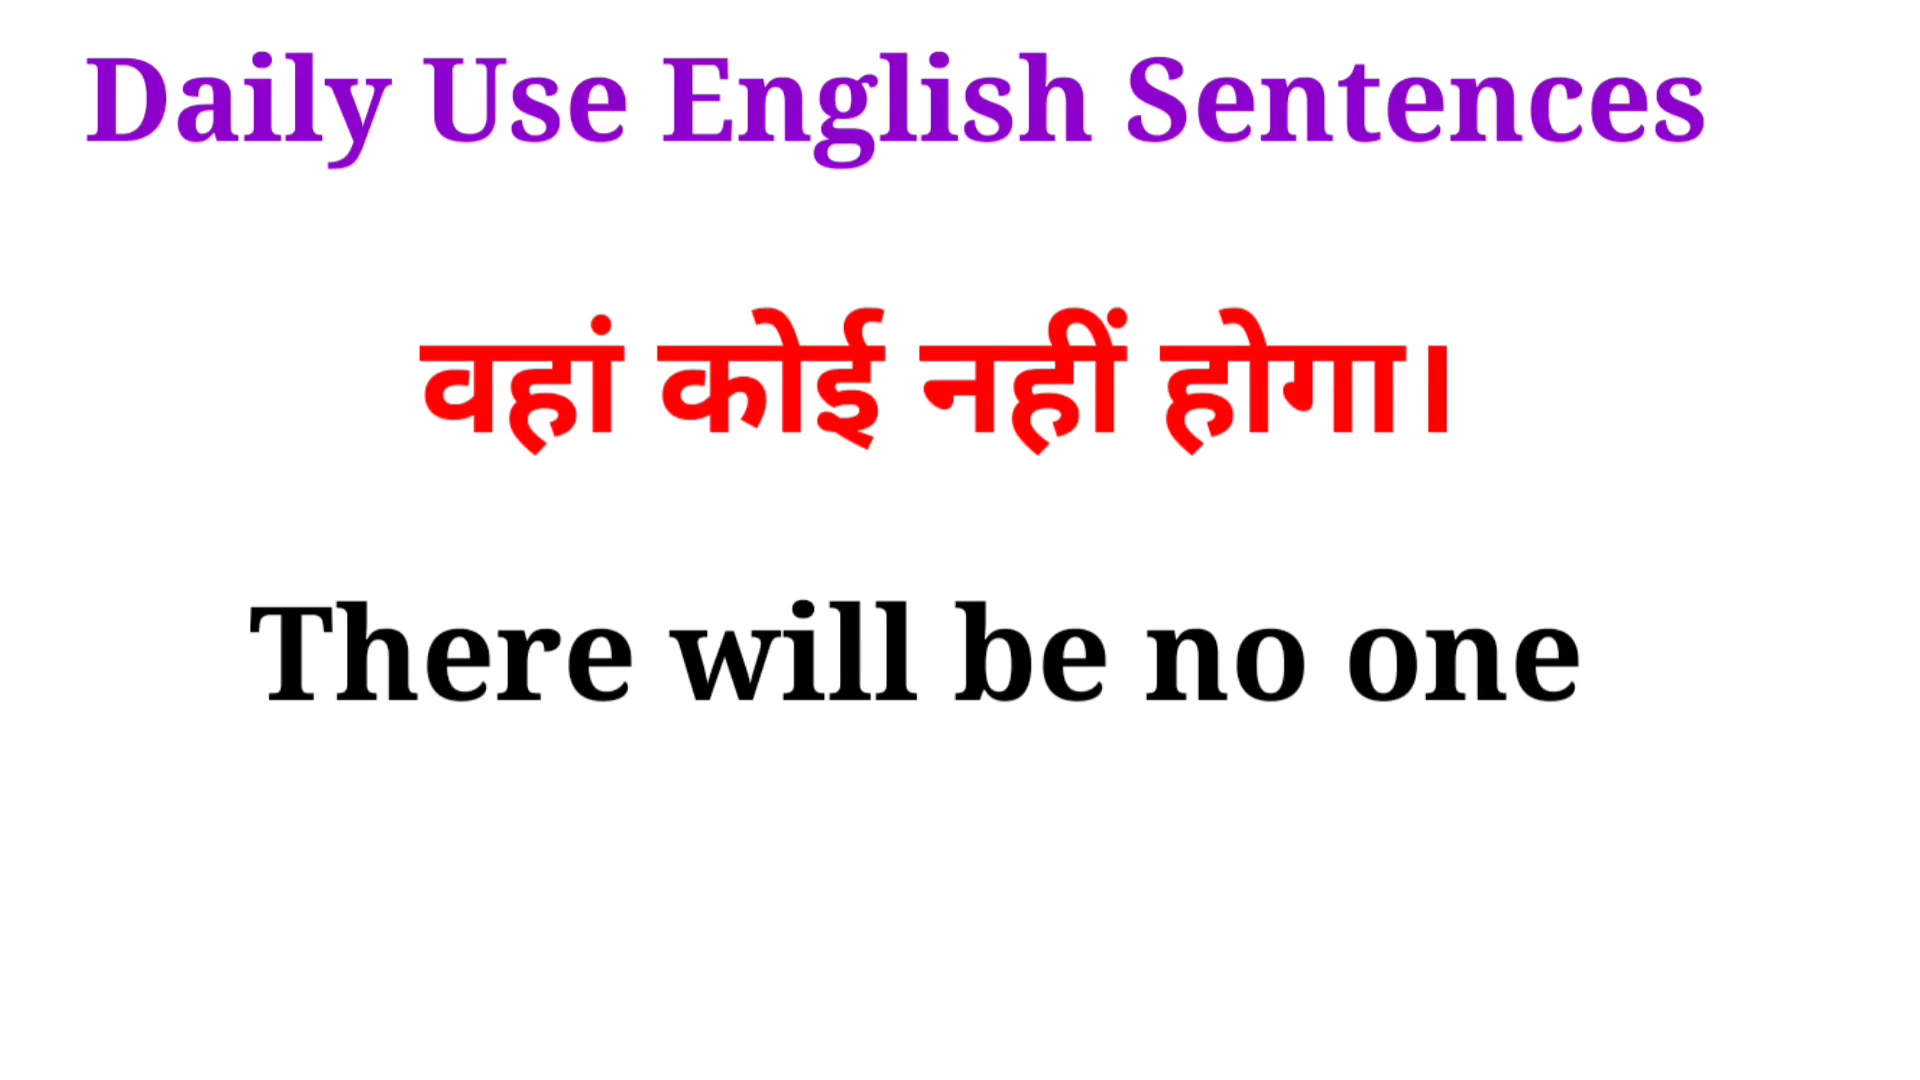 Daily Use English Sentences
वहां कोई नहीं होगा।
There will be no one